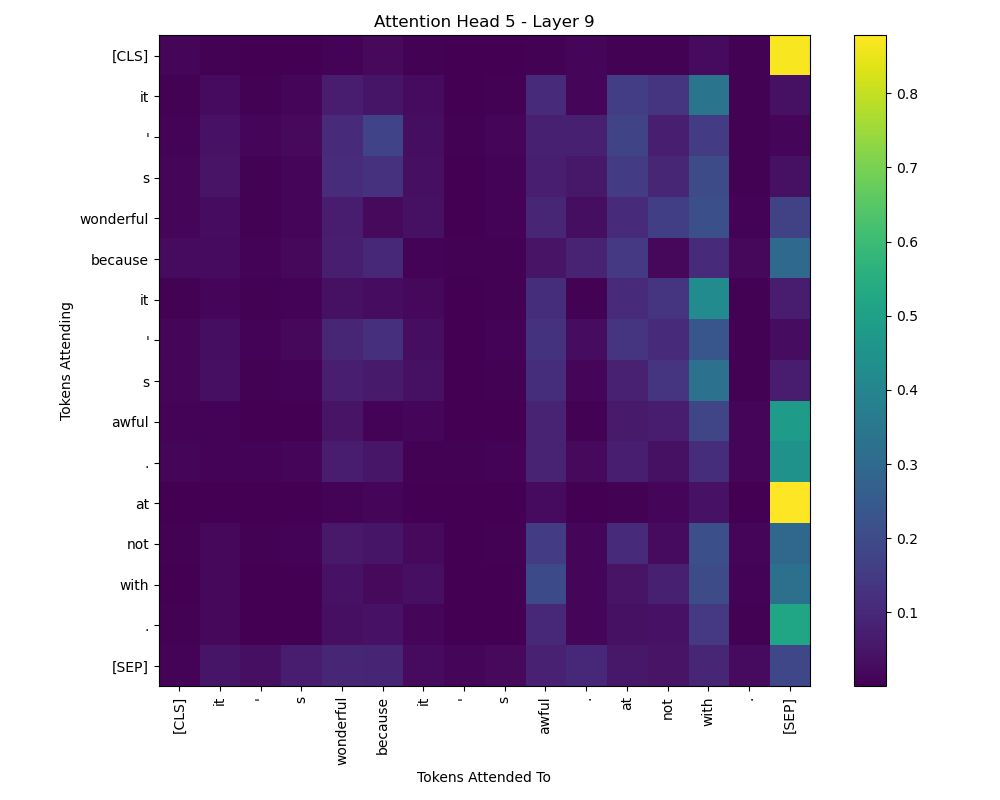 Attention Head 5 - Layer 9
Tokens Attending
[CLS]
it
'
s
wonderful
because
it
'
s
awful
.
at
not
with
.
[SEP]
[CLS] it ' s wonderful because it ' s awful . at not with . [SEP]
Tokens Attended To
0.8
0.7
0.6
0.5
0.4
0.3
0.2
0.1